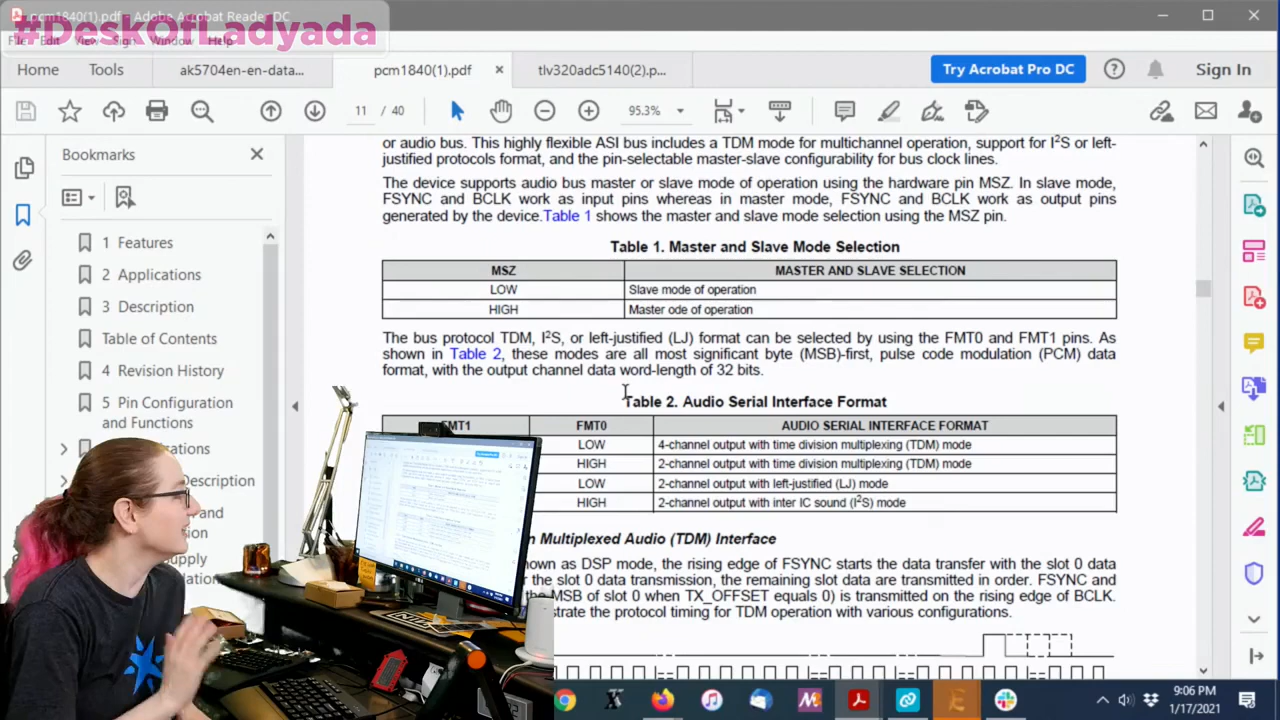 pcm1840(1).pdf - Adobe Acrobat Reader DC
#DeskOfLadyada
File Edit View Sign Window Help
Home Tools ak5704en-en-data... pcm1840(1).pdf × tlv320adc5140(2).p... Try Acrobat Pro DC Sign In
11 / 40 95.3%
Bookmarks
1 Features
2 Applications
3 Description
Table of Contents
4 Revision History
5 Pin Configuration
and Functions
or audio bus. This highly flexible ASI bus includes a TDM mode for multichannel operation, support for I2S or left-
justified protocols format, and the pin-selectable master-slave configurability for bus clock lines.
The device supports audio bus master or slave mode of operation using the hardware pin MSZ. In slave mode,
FSYNC and BCLK work as input pins whereas in master mode, FSYNC and BCLK work as output pins
generated by the device.Table 1 shows the master and slave mode selection using the MSZ pin.
Table 1. Master and Slave Mode Selection
MSZ MASTER AND SLAVE SELECTION
LOW Slave mode of operation
HIGH Master ode of operation
The bus protocol TDM, I2S, or left-justified (LJ) format can be selected by using the FMT0 and FMT1 pins. As
shown in Table 2, these modes are all most significant byte (MSB)-first, pulse code modulation (PCM) data
format, with the output channel data word-length of 32 bits.
Table 2. Audio Serial Interface Format
FMT1 FMT0 AUDIO SERIAL INTERFACE FORMAT
LOW 4-channel output with time division multiplexing (TDM) mode
HIGH 2-channel output with time division multiplexing (TDM) mode
LOW 2-channel output with left-justified (LJ) mode
HIGH 2-channel output with inter IC sound (I2S) mode
Multiplexed Audio (TDM) Interface
as DSP mode, the rising edge of FSYNC starts the data transfer with the slot 0 data
the slot 0 data transmission, the remaining slot data are transmitted in order. FSYNC and
the MSB of slot 0 when TX_OFFSET equals 0) is transmitted on the rising edge of BCLK.
the protocol timing for TDM operation with various configurations.
Description
and
upply
9:06 PM
1/17/2021